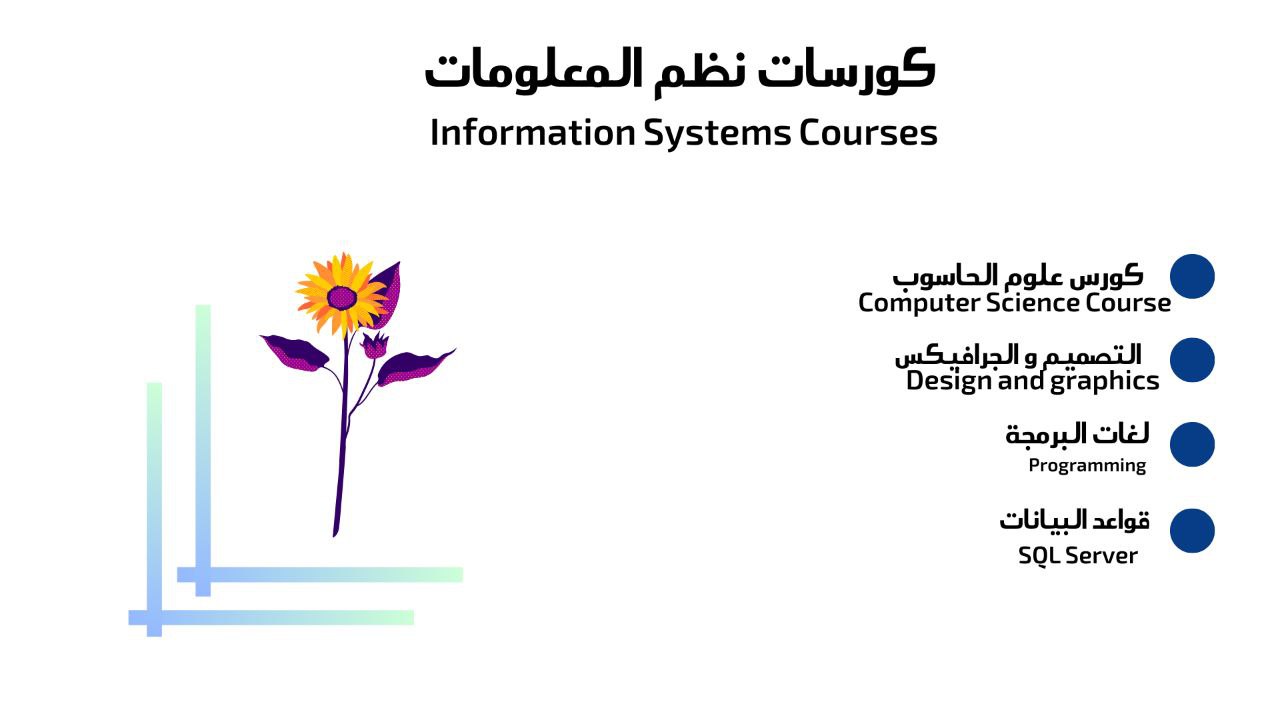 كورسات نظم المعلومات
Information Systems Courses
كورس علوم الحاسوب
Computer Science Course
التصميم و الجرافيكس
Design and graphics
لغات البرمجة
Programming
قواعد البيانات
SQL Server